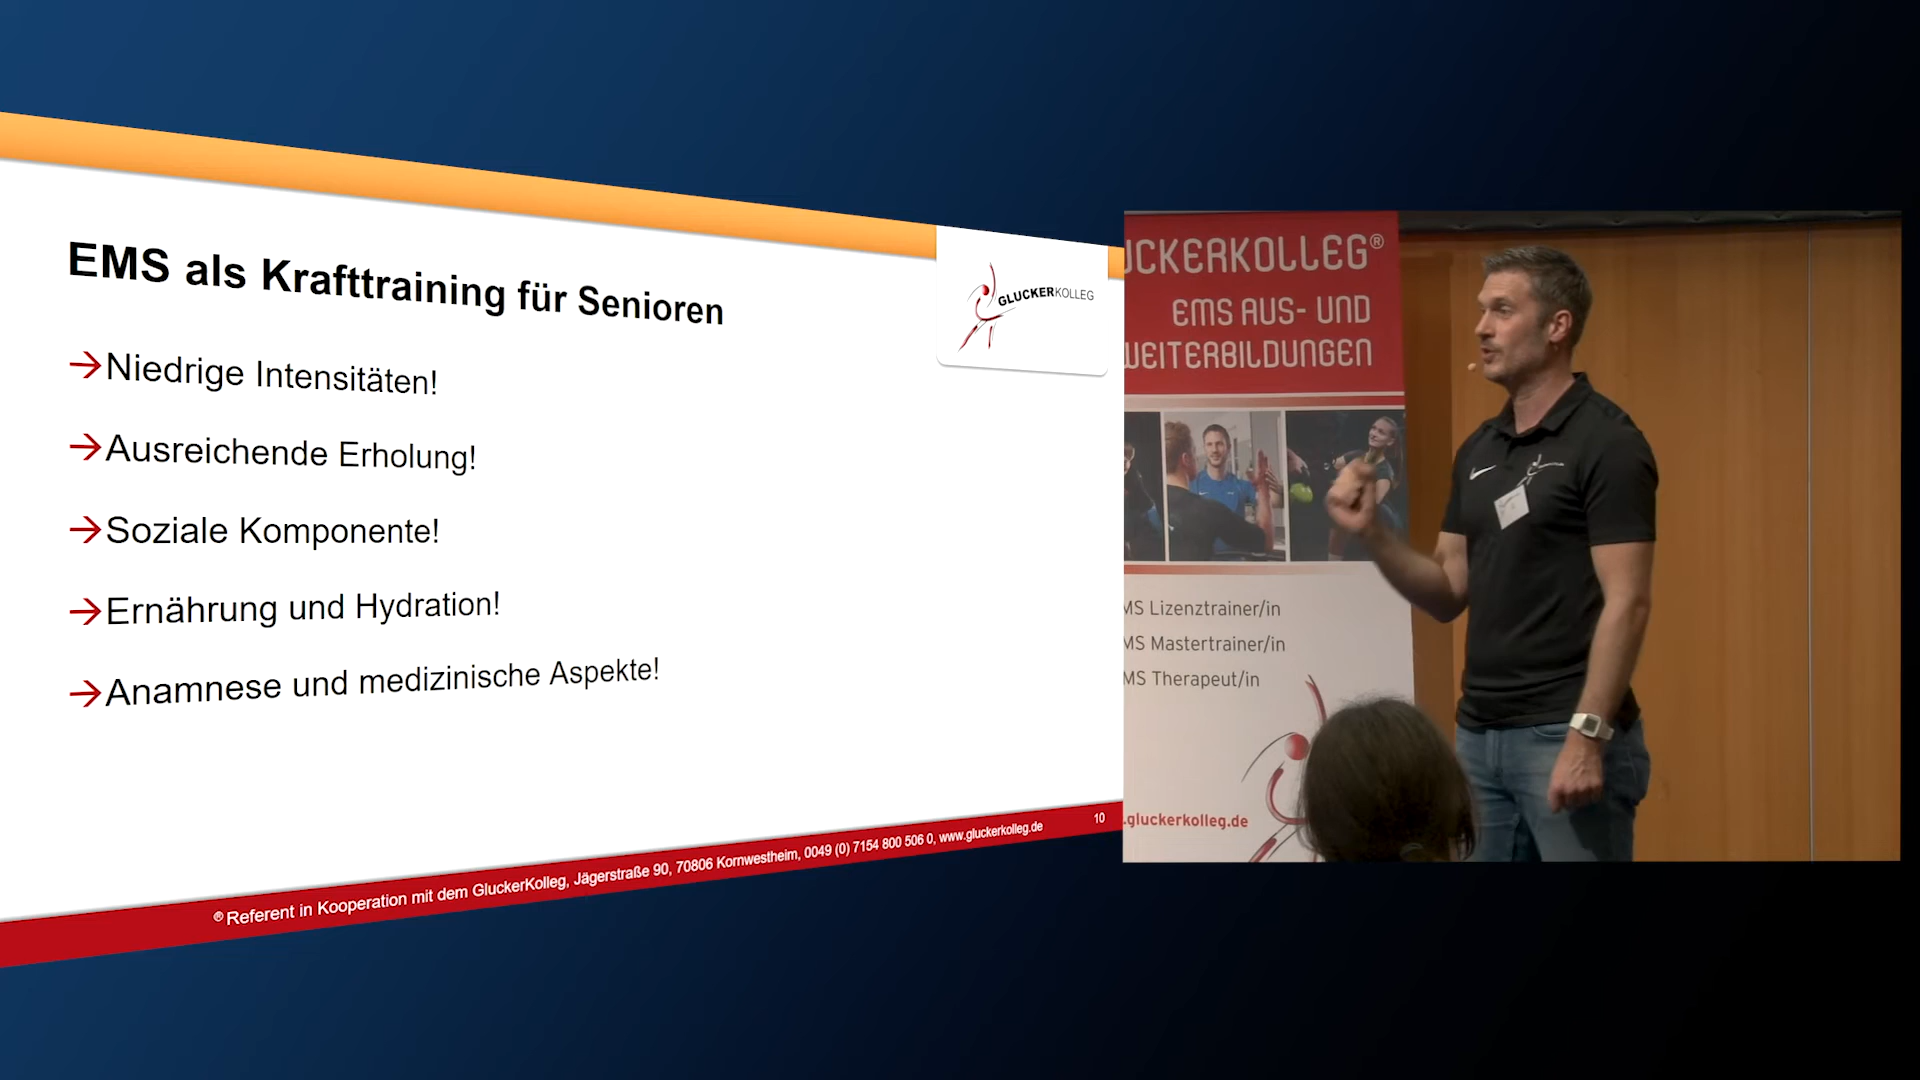 EMS als Krafttraining für Senioren
GLUCKERKOLLEG
→Niedrige Intensitäten!
→Ausreichende Erholung!
→Soziale Komponente!
→Ernährung und Hydration!
→Anamnese und medizinische Aspekte!
® Referent in Kooperation mit dem GluckerKolleg, Jägerstraße 90, 70806 Kornwestheim, 0049 (0) 7154 800 506 0, www.gluckerkolleg.de
10
UCKERKOLLEG®
EMS AUS- UND
WEITERBILDUNGEN
MS Lizenztrainer/in
MS Mastertrainer/in
MS Therapeut/in
.gluckerkolleg.de